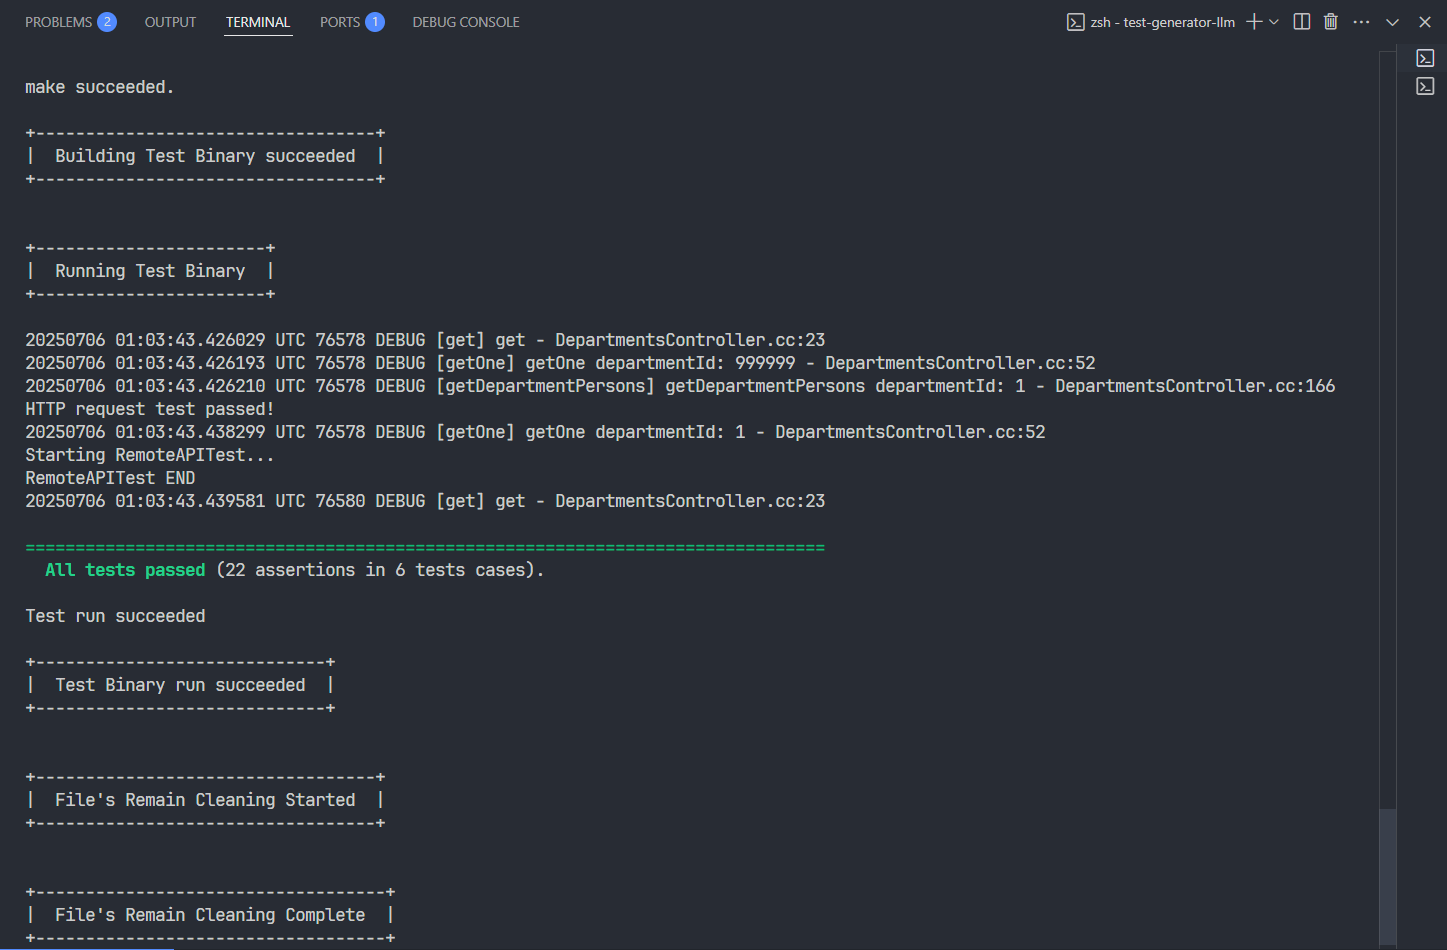 PROBLEMS 2 OUTPUT TERMINAL PORTS 1 DEBUG CONSOLE zsh - test-generator-llm
make succeeded.
+----------------------------------+
|  Building Test Binary succeeded  |
+----------------------------------+
+-----------------------+
|  Running Test Binary  |
+-----------------------+
20250706 01:03:43.426029 UTC 76578 DEBUG [get] get - DepartmentsController.cc:23
20250706 01:03:43.426193 UTC 76578 DEBUG [getOne] getOne departmentId: 999999 - DepartmentsController.cc:52
20250706 01:03:43.426210 UTC 76578 DEBUG [getDepartmentPersons] getDepartmentPersons departmentId: 1 - DepartmentsController.cc:166
HTTP request test passed!
20250706 01:03:43.438299 UTC 76578 DEBUG [getOne] getOne departmentId: 1 - DepartmentsController.cc:52
Starting RemoteAPITest...
RemoteAPITest END
20250706 01:03:43.439581 UTC 76580 DEBUG [get] get - DepartmentsController.cc:23
================================================================================
  All tests passed (22 assertions in 6 tests cases).
Test run succeeded
+-----------------------------+
|  Test Binary run succeeded  |
+-----------------------------+
+----------------------------------+
|  File's Remain Cleaning Started  |
+----------------------------------+
+-----------------------------------+
|  File's Remain Cleaning Complete  |
+-----------------------------------+